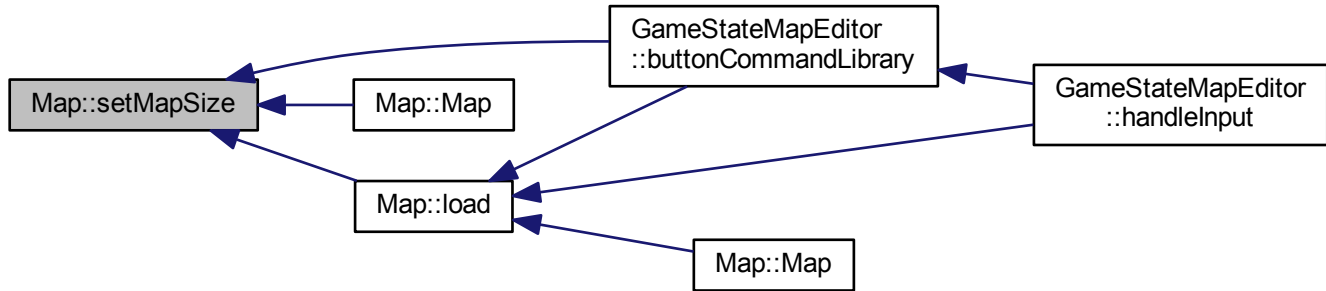 Map::setMapSize
GameStateMapEditor
::buttonCommandLibrary
Map::Map
Map::load
GameStateMapEditor
::handleInput
Map::Map